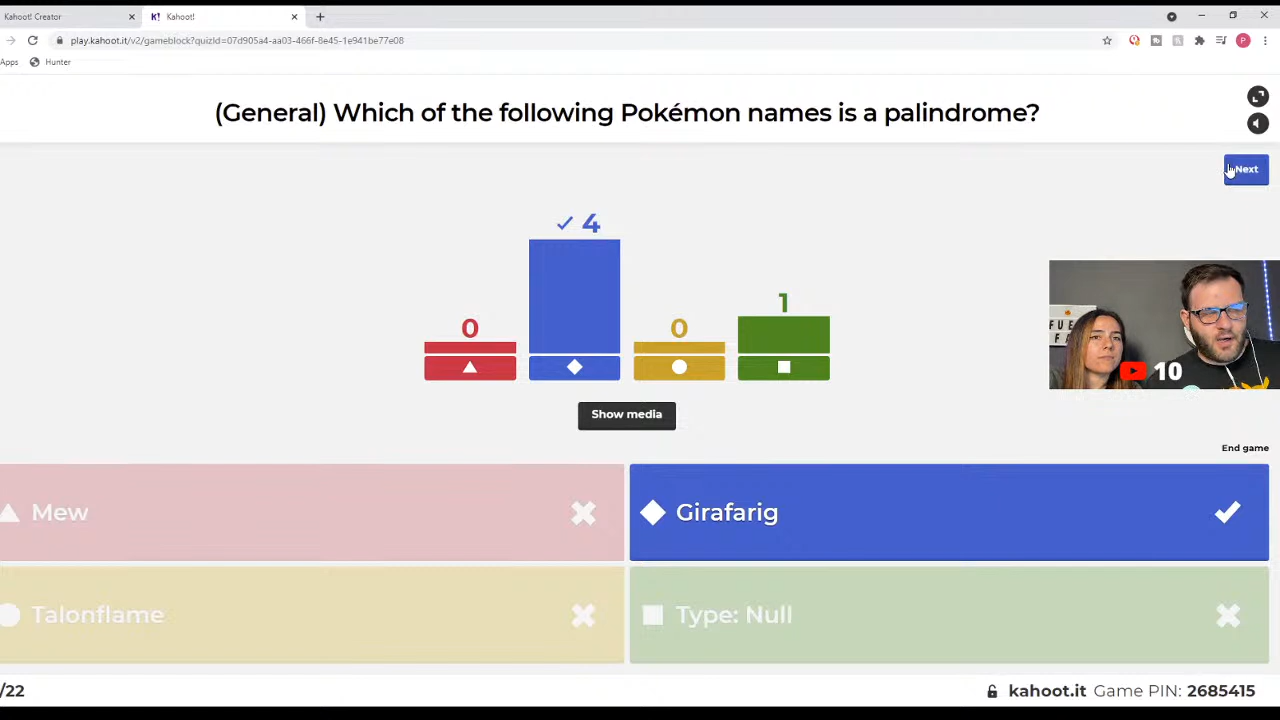 Kahoot! Creator
K! Kahoot!
play.kahoot.it/v2/gameblock?quizId=07d905a4-aa03-466f-8e45-1e941be77e08
P
Apps
Hunter
(General) Which of the following Pokémon names is a palindrome?
Next
4
1
0
0
10
Show media
End game
Mew
Girafarig
Talonflame
Type: Null
/22
kahoot.it Game PIN: 2685415